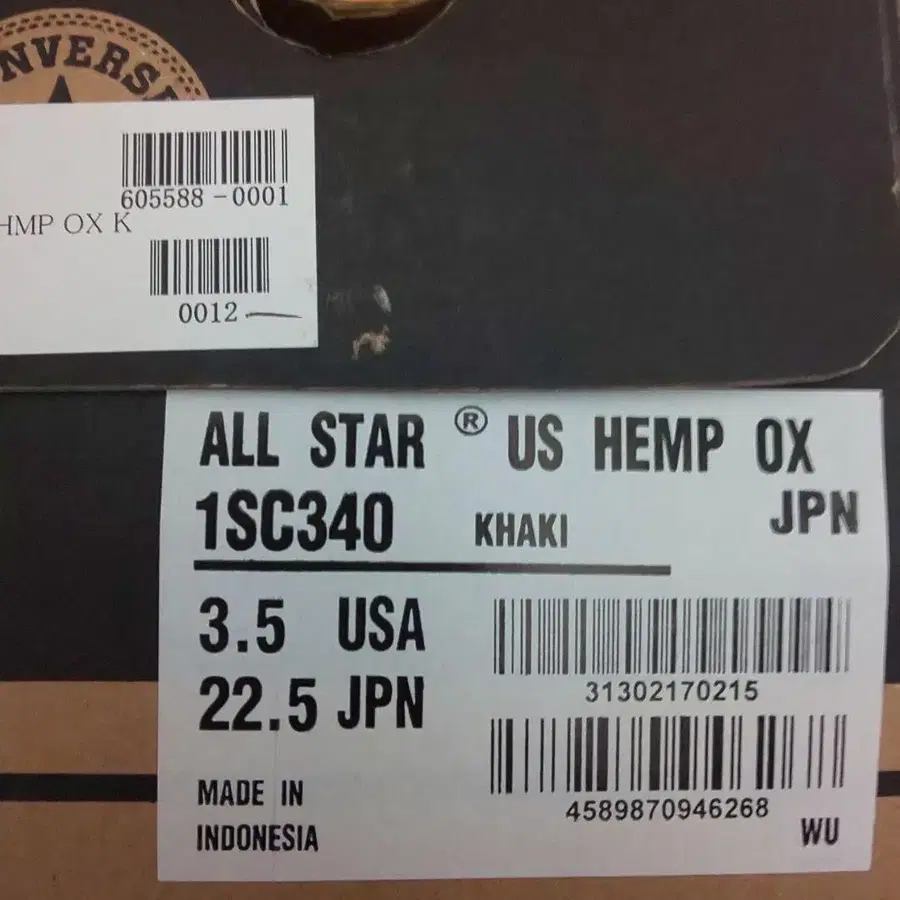 NVERSE
605588-0001
HMP OX K
0012
ALL STAR ® US HEMP OX
1SC340 KHAKI JPN
3.5 USA
22.5 JPN
31302170215
4589870946268
MADE IN
INDONESIA
WU